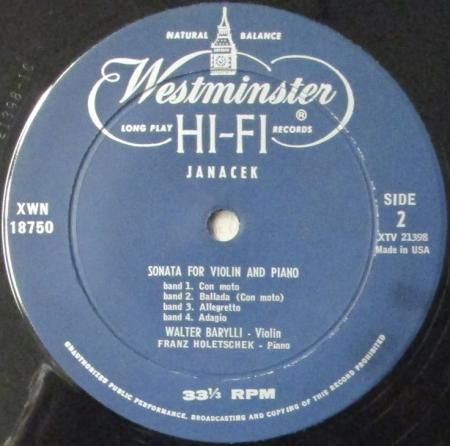 NATURAL BALANCE
Westminster
LONG PLAY HI-FI ® RECORDS
JANACEK
XWN
18750
SIDE
2
XTV 21398
Made in USA
SONATA FOR VIOLIN AND PIANO
band 1. Con moto
band 2. Ballada (Con moto)
band 3. Allegretto
band 4. Adagio
WALTER BARYLLI - Violin
FRANZ HOLETSCHEK - Piano
33⅓ RPM
UNAUTHORIZED PUBLIC PERFORMANCE, BROADCASTING AND COPYING OF THIS RECORD PROHIBITED